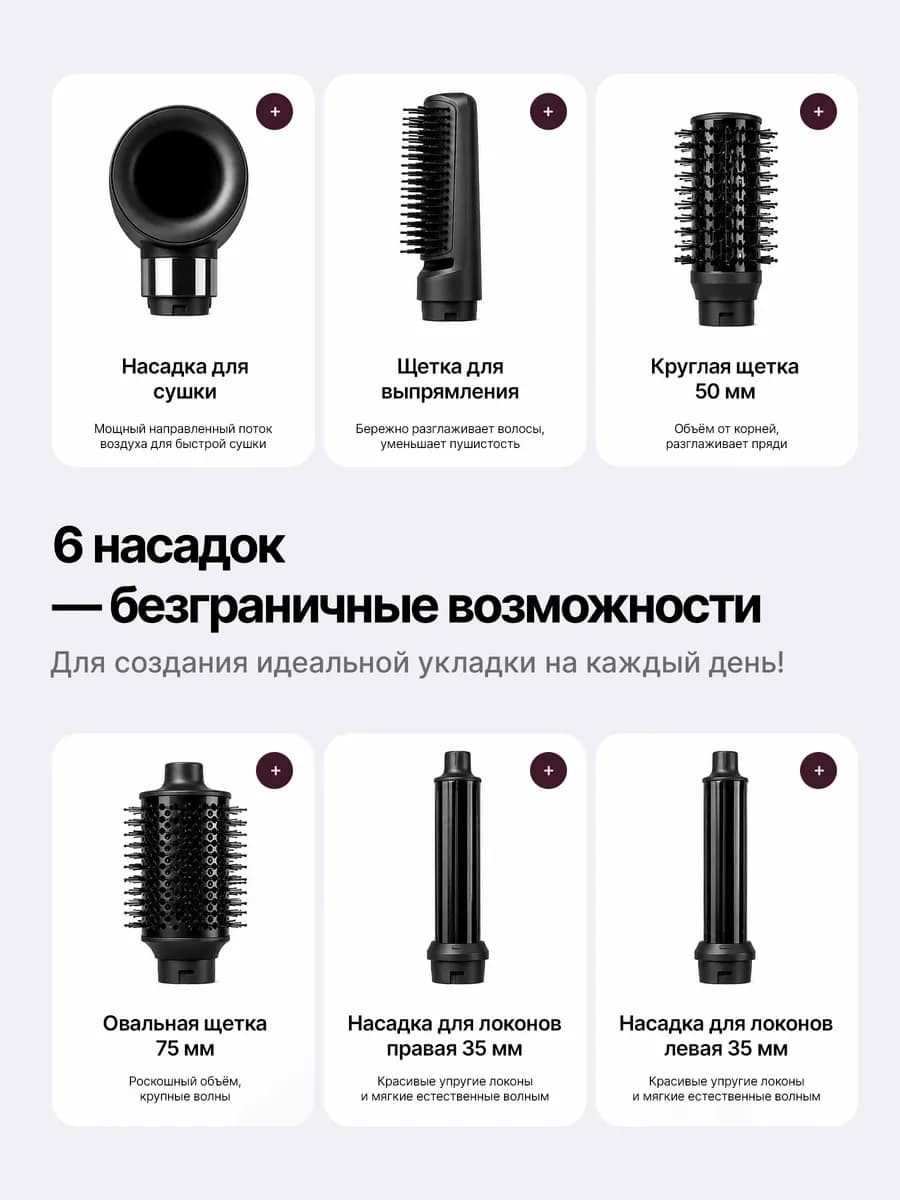 +
+
+
Насадка для
сушки
Мощный направленный поток
воздуха для быстрой сушки
Щетка для
выпрямления
Бережно разглаживает волосы,
уменьшает пушистость
Круглая щетка
50 мм
Объём от корней,
разглаживает пряди
6 насадок
— безграничные возможности
Для создания идеальной укладки на каждый день!
+
+
+
Овальная щетка
75 мм
Роскошный объём,
крупные волны
Насадка для локонов
правая 35 мм
Красивые упругие локоны
и мягкие естественные волным
Насадка для локонов
левая 35 мм
Красивые упругие локоны
и мягкие естественные волным